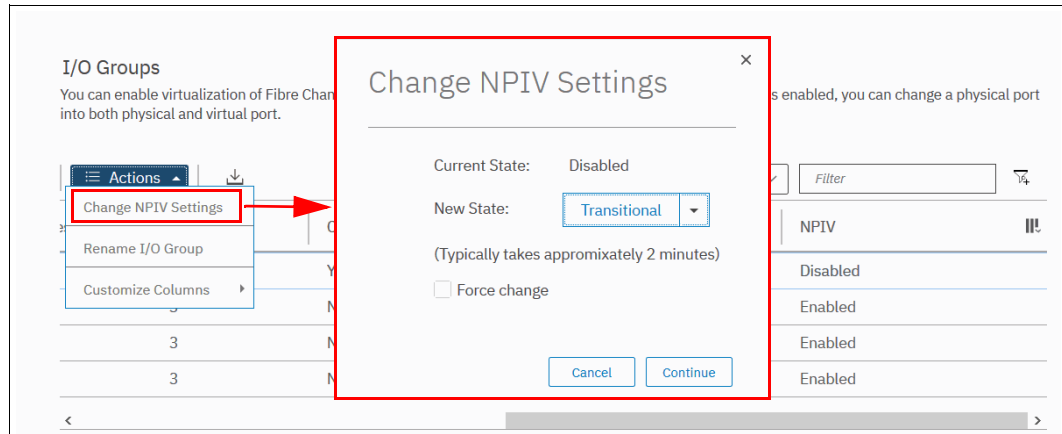 I/O Groups
You can enable virtualization of Fibre Chan
s enabled, you can change a physical port
into both physical and virtual port.
Actions
Filter
Change NPIV Settings
Rename I/O Group
Customize Columns
NPIV
Disabled
3
Enabled
3
Enabled
3
Enabled
Change NPIV Settings
Current State: Disabled
New State: Transitional
(Typically takes appromixately 2 minutes)
Force change
Cancel Continue